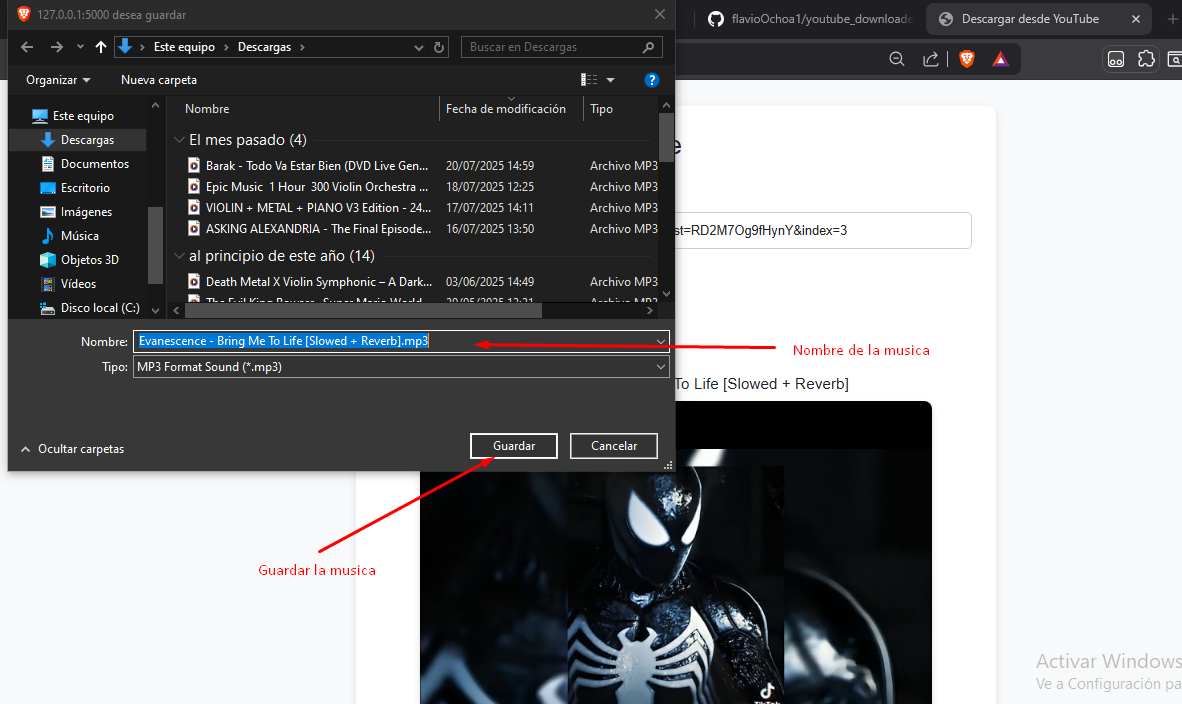 127.0.0.1:5000 desea guardar
flavioOchoa1/youtube_downloade
Descargar desde YouTube
Este equipo
Descargas
Buscar en Descargas
Organizar
Nueva carpeta
Este equipo
Descargas
Documentos
Escritorio
Imágenes
Música
Objetos 3D
Vídeos
Disco local (C:)
Nombre Fecha de modificación Tipo
El mes pasado (4)
Barak - Todo Va Estar Bien (DVD Live Gen... 20/07/2025 14:59 Archivo MP3
Epic Music 1 Hour 300 Violin Orchestra ... 18/07/2025 12:25 Archivo MP3
VIOLIN + METAL + PIANO V3 Edition - 24... 17/07/2025 14:11 Archivo MP3
ASKING ALEXANDRIA - The Final Episode... 16/07/2025 13:50 Archivo MP3
al principio de este año (14)
Death Metal X Violin Symphonic – A Dark... 03/06/2025 14:49 Archivo MP3
e
st=RD2M7Og9fHynY&index=3
Nombre: Evanescence - Bring Me To Life [Slowed + Reverb].mp3
Nombre de la musica
Tipo: MP3 Format Sound (*.mp3)
To Life [Slowed + Reverb]
Ocultar carpetas
Guardar
Cancelar
Guardar la musica
Activar Windows
Ve a Configuración pa